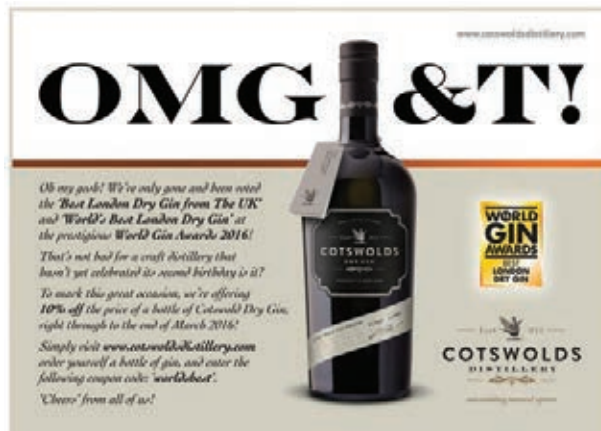 www.cotswoldsdistillery.com
OMG &T!
Oh my gosh! We're only gone and been voted
the 'Best London Dry Gin from The UK'
and 'World's Best London Dry Gin' at
the prestigious World Gin Awards 2016!
That's not bad for a craft distillery that
hasn't yet celebrated its second birthday is it?
To mark this great occasion, we're offering
10% off the price of a bottle of Cotswold Dry Gin,
right through to the end of March 2016!
Simply visit www.cotswoldsdistillery.com
order yourself a bottle of gin, and enter the
following coupon code: 'worldsbest'.
'Cheers' from all of us!
COTSWOLDS
DRY GIN
WORLD
GIN
AWARDS
BEST
LONDON
DRY GIN
COTSWOLDS
DISTILLERY